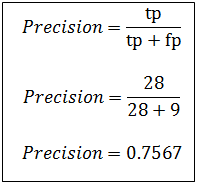 Precision = tp / tp + fp
Precision = 28 / 28 + 9
Precision = 0.7567